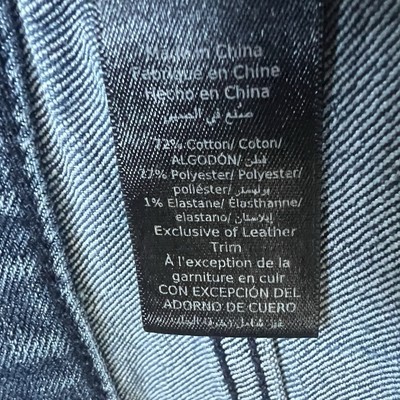 Made in China
Fabriqué en Chine
Hecho en China
صنع في الصين
72% Cotton/ Coton/
ALGODÓN/ قطن/
27% Polyester/ Polyester/
poliéster/ بوليستر/
1% Elastane/ Élasthanne/
elastano/ إيلاستان/
Exclusive of Leather
Trim
À l'exception de la
garniture en cuir
CON EXCEPCIÓN DEL
ADORNO DE CUERO
غير شامل